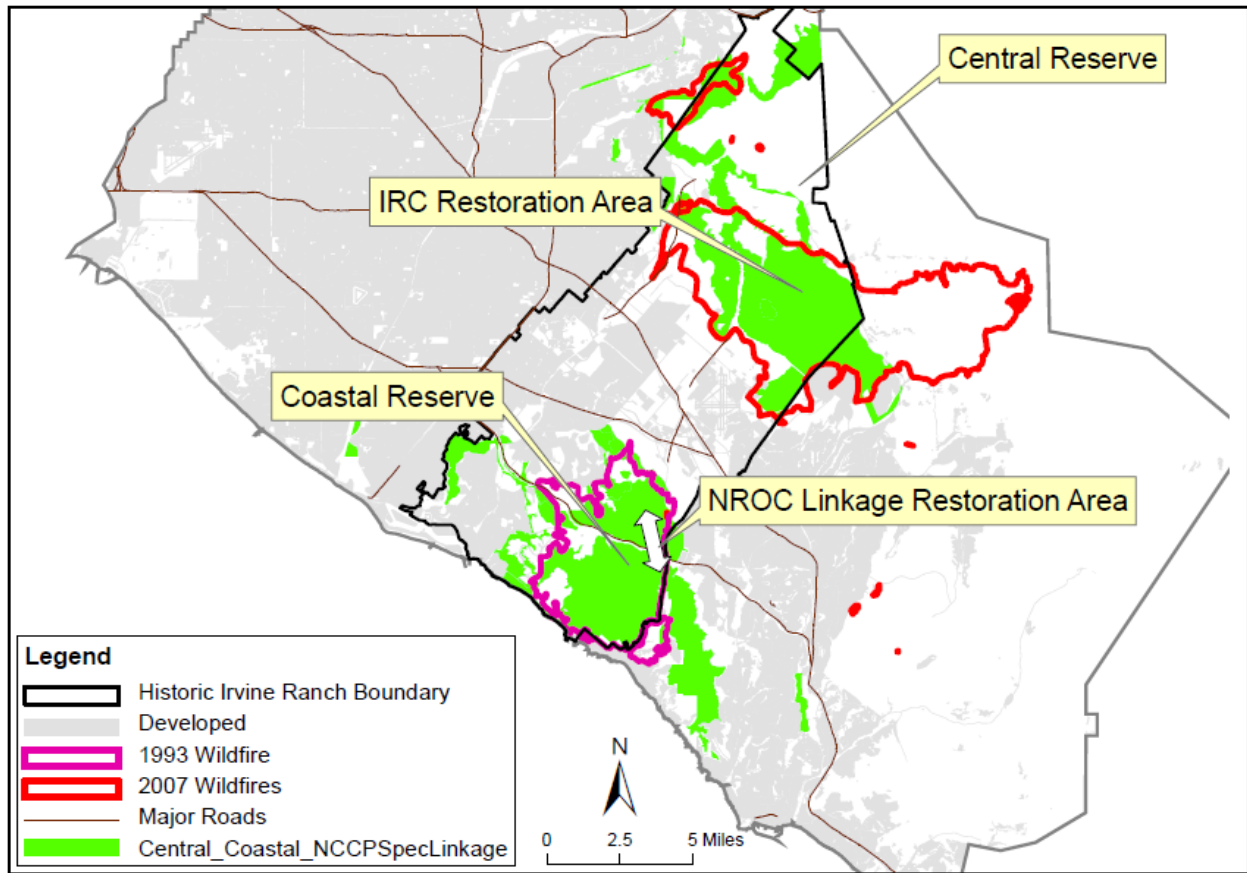 Central Reserve
IRC Restoration Area
Coastal Reserve
NROC Linkage Restoration Area
Legend
Historic Irvine Ranch Boundary
Developed
1993 Wildfire
2007 Wildfires
Major Roads
Central_Coastal_NCCPSpecLinkage
N
0 2.5 5 Miles